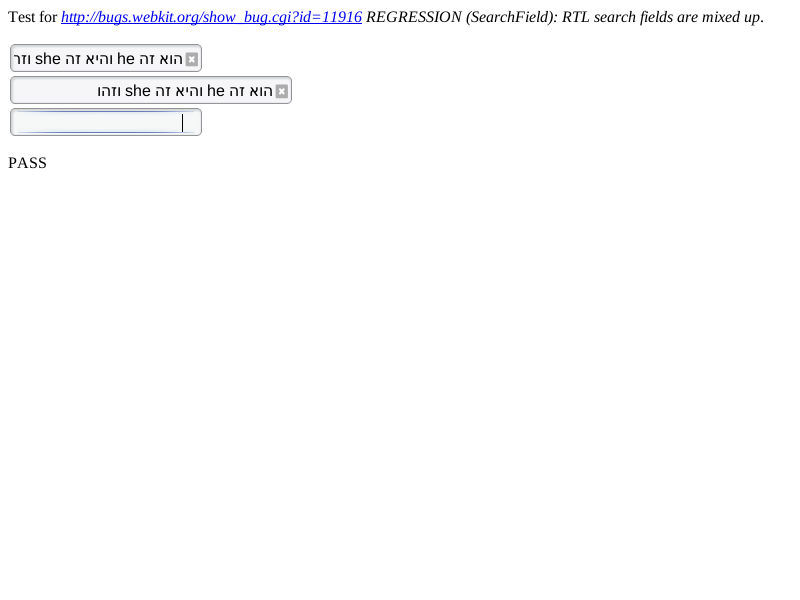 Test for http://bugs.webkit.org/show_bug.cgi?id=11916 REGRESSION (SearchField): RTL search fields are mixed up.
הוא זה he והיא זה she
הוא זה he והיא זה she וזהו
PASS